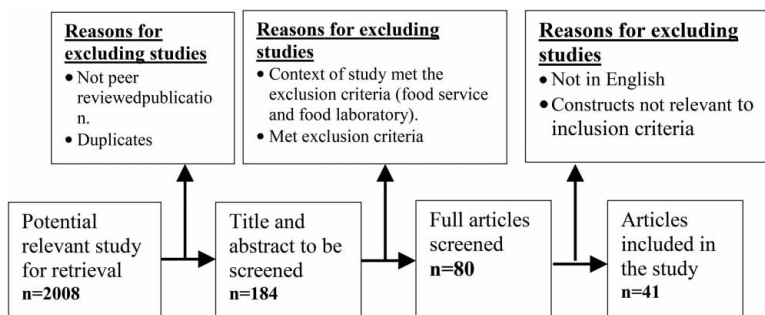 Reasons for
excluding studies
• Not peer
reviewedpublicatio
n.
• Duplicates
Reasons for excluding
studies
• Context of study met the
exclusion criteria (food service
and food laboratory).
• Met exclusion criteria
Reasons for excluding
studies
• Not in English
• Constructs not relevant to
inclusion criteria
Potential
relevant study
for retrieval
n=2008
Title and
abstract to be
screened
n=184
Full articles
screened
n=80
Articles
included in
the study
n=41